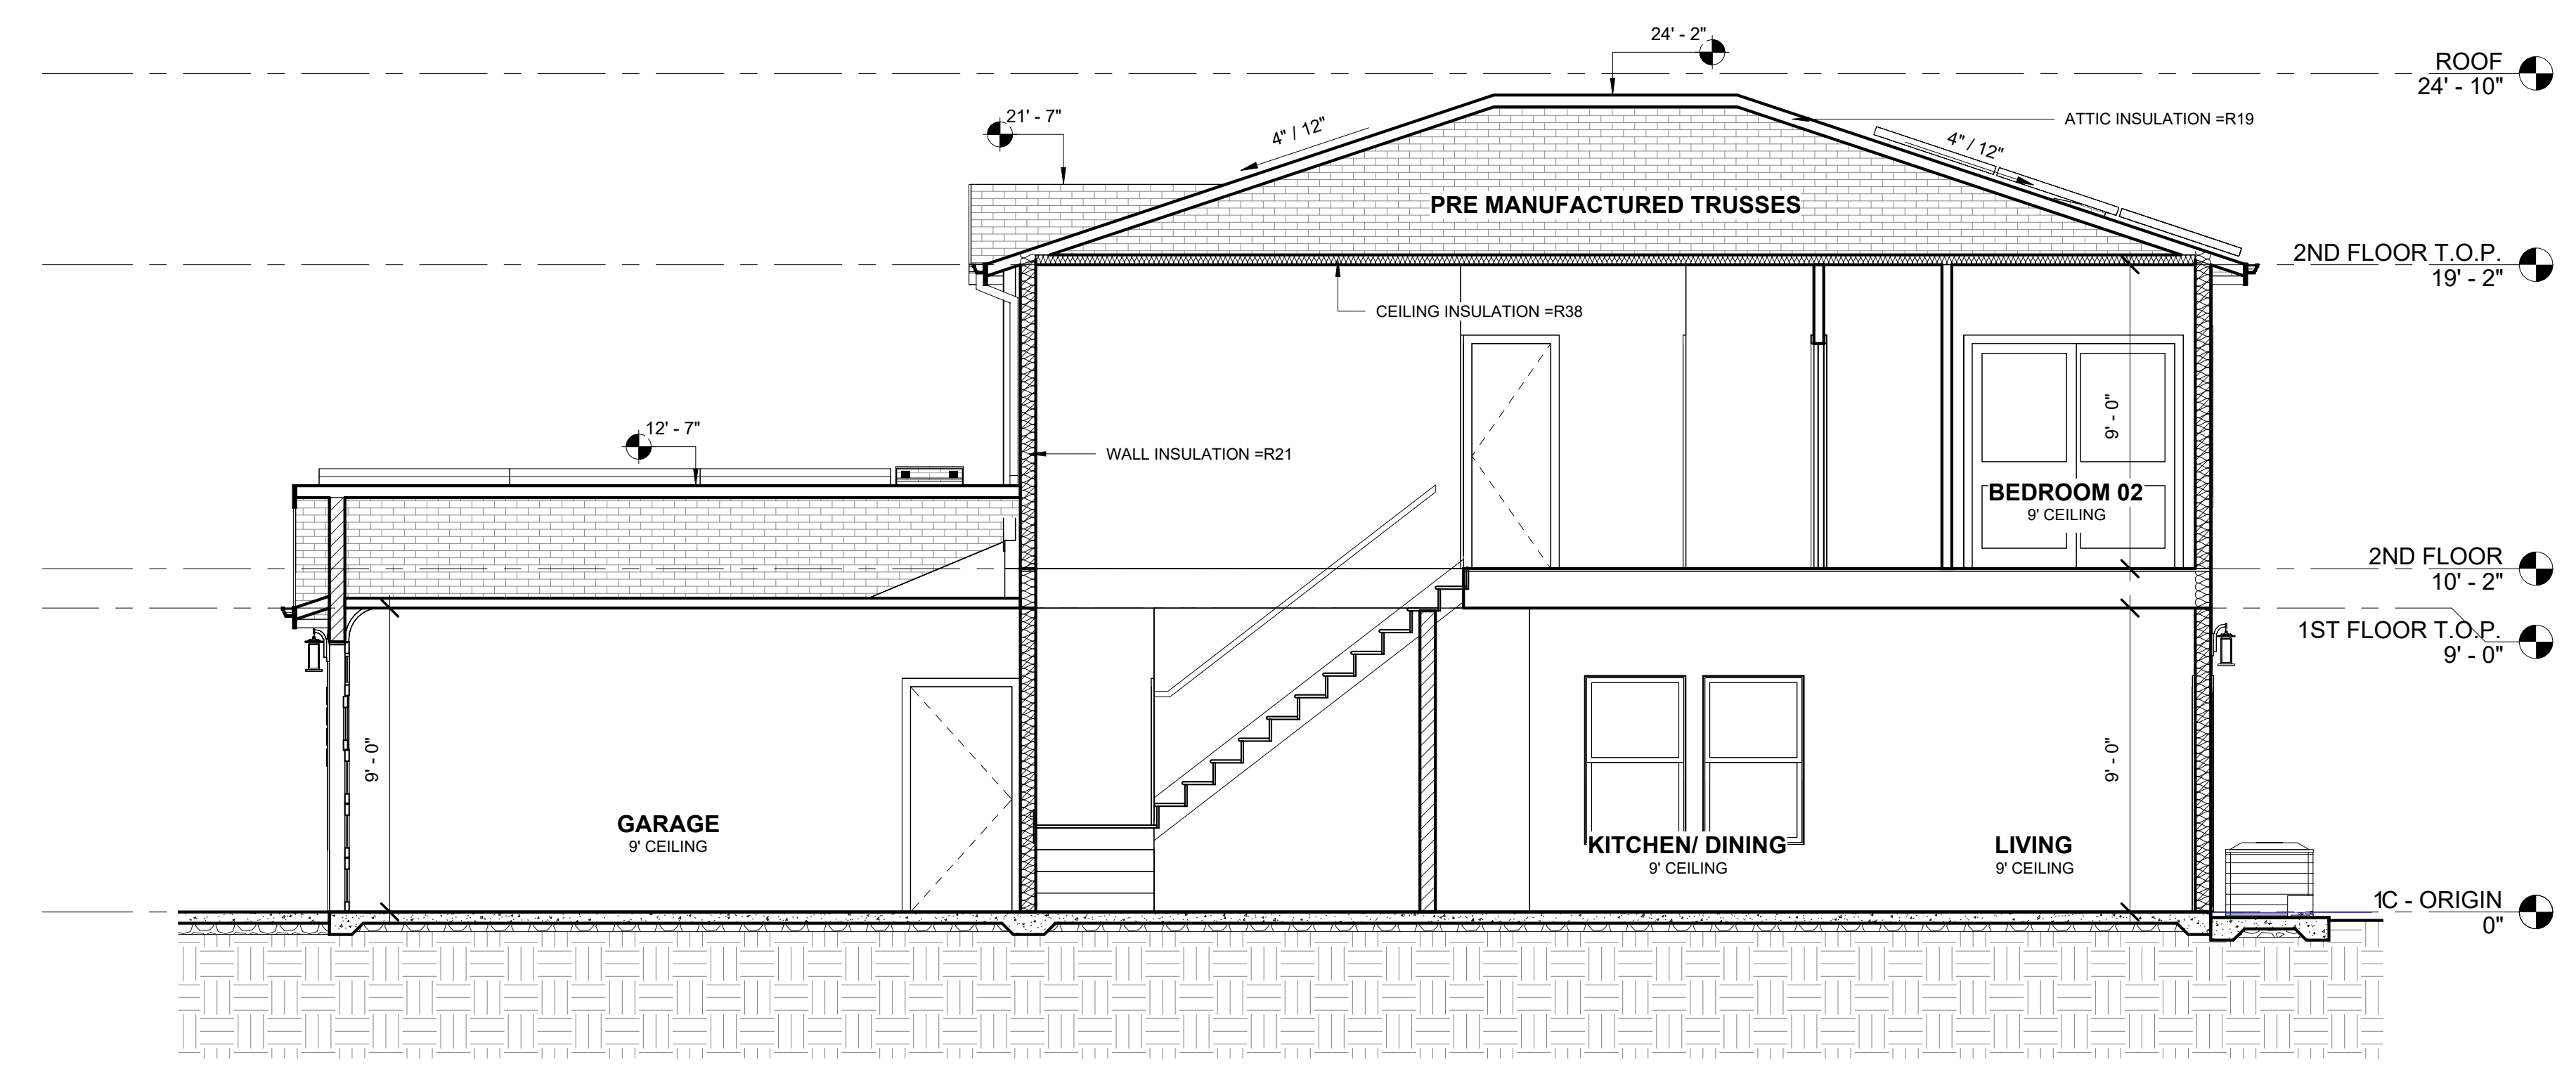 24' - 2"
ROOF
24' - 10"
21' - 7"
4" / 12"
ATTIC INSULATION =R19
4" / 12"
PRE MANUFACTURED TRUSSES
2ND FLOOR T.O.P.
19' - 2"
CEILING INSULATION =R38
12' - 7"
WALL INSULATION =R21
9' - 0"
BEDROOM 02
9' CEILING
2ND FLOOR
10' - 2"
1ST FLOOR T.O.P.
9' - 0"
9' - 0"
9' - 0"
GARAGE
9' CEILING
KITCHEN/ DINING
9' CEILING
LIVING
9' CEILING
1C - ORIGIN
0"